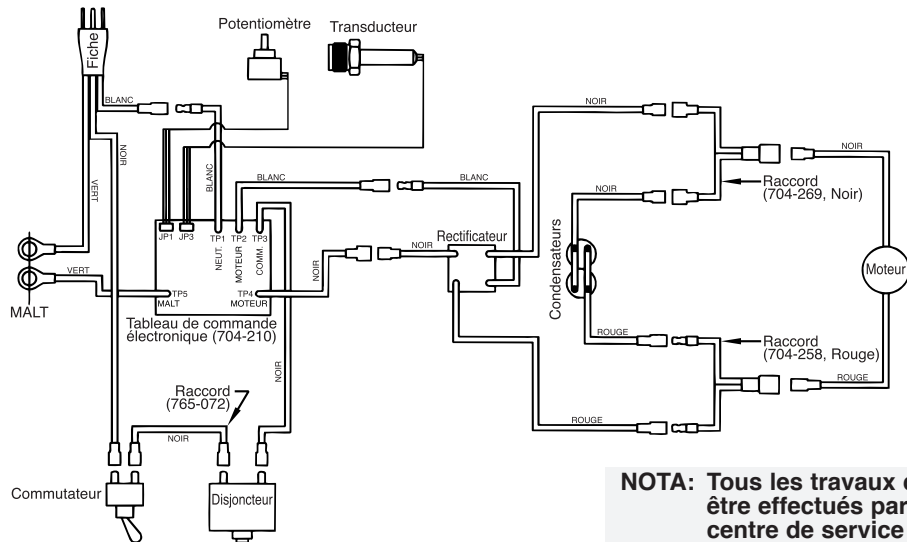 Potentiomètre
Transducteur
Fiche
BLANC
NOIR
VERT
BLANC
BLANC
NOIR
NOIR
NOIR
Raccord
(704-269, Noir)
JP1
JP3
TP1
TP2
TP3
NEUT.
MOTEUR
COMM.
Rectificateur
NOIR
NOIR
Condensateurs
Moteur
VERT
TP5
MALT
TP4
MOTEUR
MALT
Tableau de commande
électronique (704-210)
ROUGE
Raccord
(704-258, Rouge)
ROUGE
NOIR
Raccord
(765-072)
NOIR
ROUGE
Commutateur
Disjoncteur
NOTA: Tous les travaux
être effectués par
centre de service